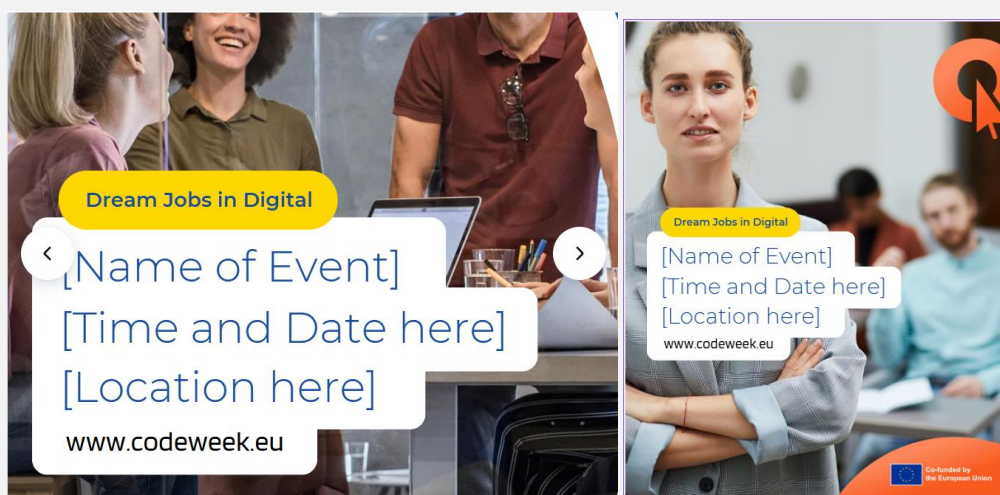 Dream Jobs in Digital
[Name of Event]
[Time and Date here]
[Location here]
www.codeweek.eu
Dream Jobs in Digital
[Name of Event]
[Time and Date here]
[Location here]
www.codeweek.eu
Co-funded by
the European Union